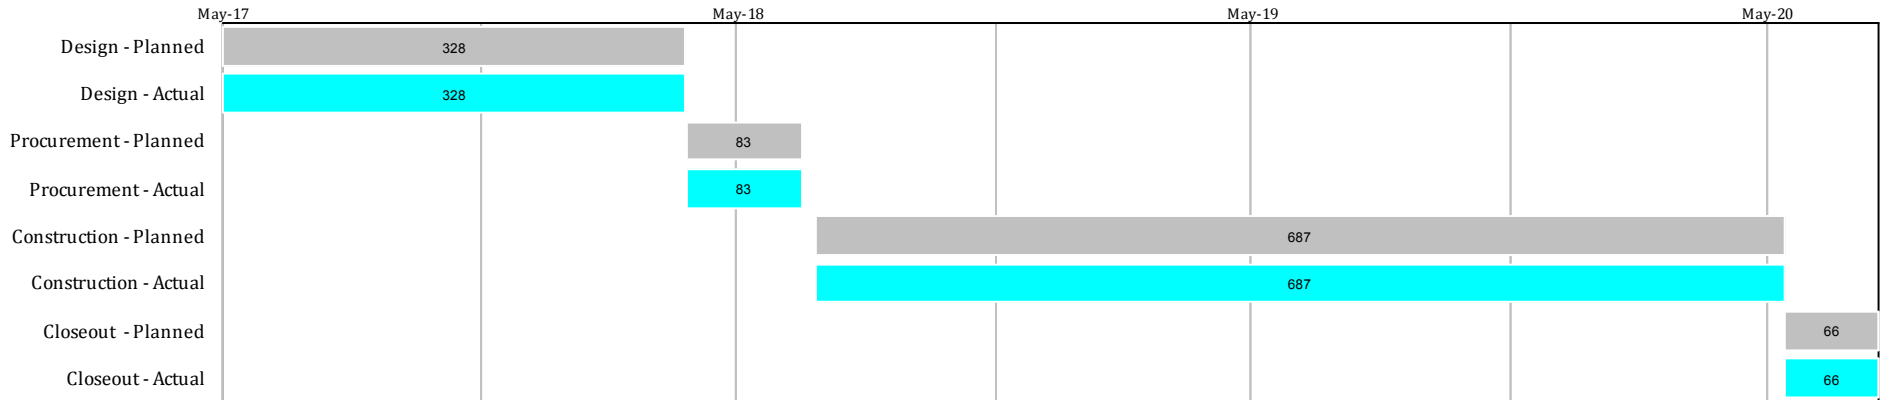 May-17 May-18 May-19 May-20
Design - Planned 328
Design - Actual 328
Procurement - Planned 83
Procurement - Actual 83
Construction - Planned 687
Construction - Actual 687
Closeout - Planned 66
Closeout - Actual 66